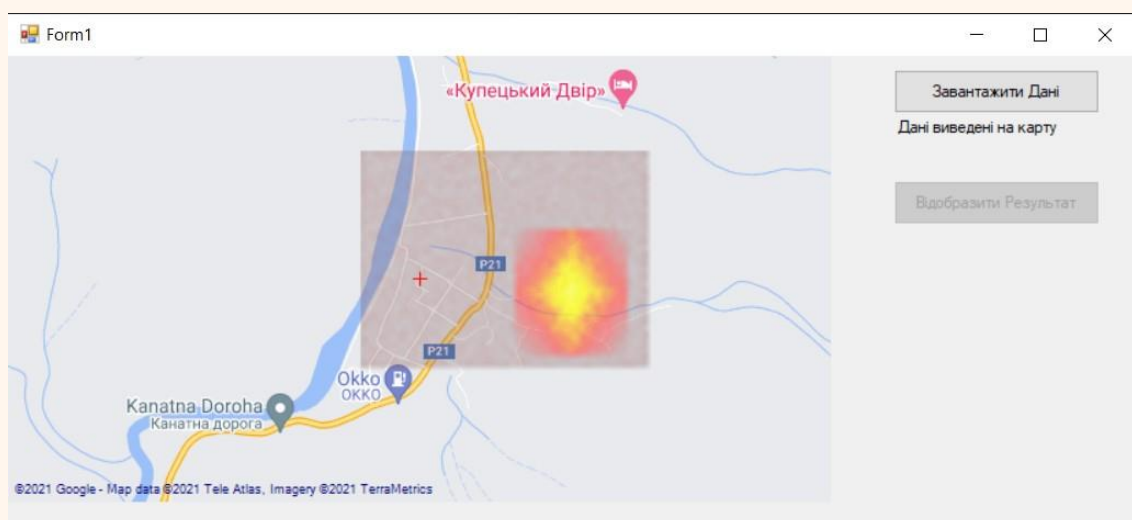 Form1
«Купецький Двір»
Завантажити Дані
Дані виведені на карту
Відобразити Результат
P21
P21
Okko
ОККО
Kanatna Doroha
Канатна дорога
©2021 Google - Map data ©2021 Tele Atlas, Imagery ©2021 TerraMetrics